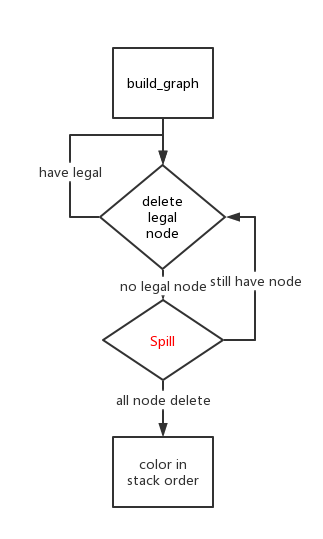 build_graph
have legal
delete
legal
node
no legal node
still have node
Spill
all node delete
color in
stack order